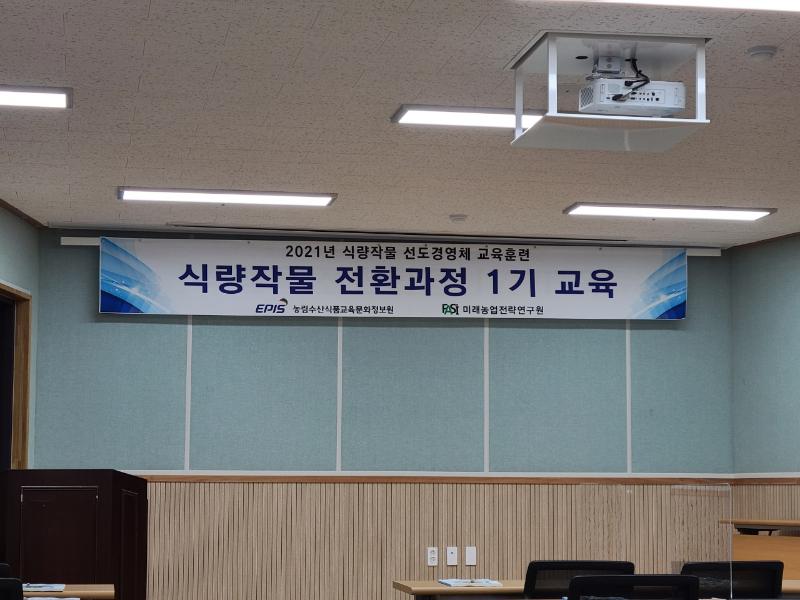 2021년 식량작물 선도경영체 교육훈련
식량작물 전환과정 1기 교육
EPIS 농림수산식품교육문화정보원 FASI 미래농업전략연구원